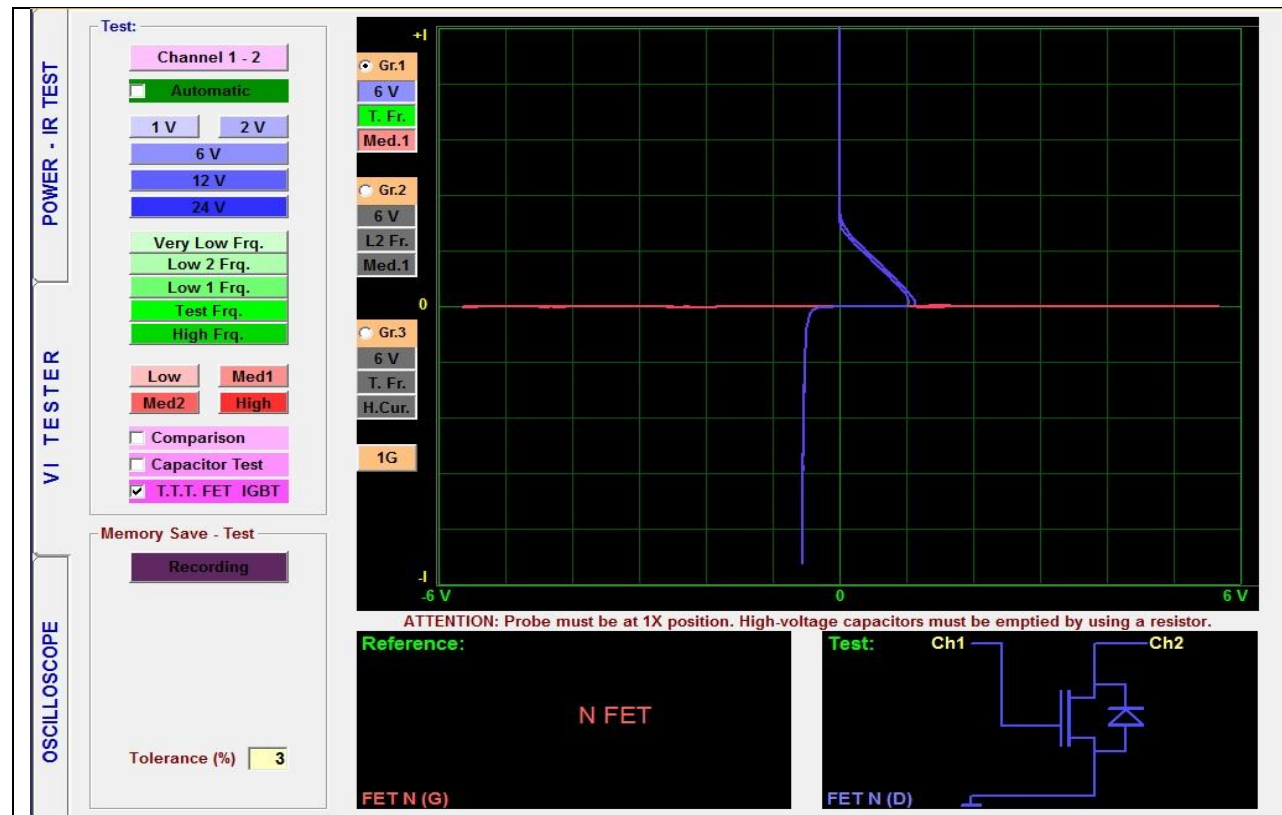 POWER - IR TEST
VI TESTER
OSCILLOSCOPE
Test:
Channel 1 - 2
Automatic
1 V 2 V
6 V
12 V
24 V
Very Low Frq.
Low 2 Frq.
Low 1 Frq.
Test Frq.
High Frq.
Low Med1
Med2 High
Comparison
Capacitor Test
T.T.T. FET IGBT
Memory Save - Test
Recording
Tolerance (%) 3
Gr.1
6 V
T. Fr.
Med.1
Gr.2
6 V
L2 Fr.
Med.1
Gr.3
6 V
T. Fr.
H.Cur.
1G
+I
0
-I
-6 V 0 6 V
ATTENTION: Probe must be at 1X position. High-voltage capacitors must be emptied by using a resistor.
Reference:
N FET
FET N (G)
Test: Ch1 Ch2
FET N (D)